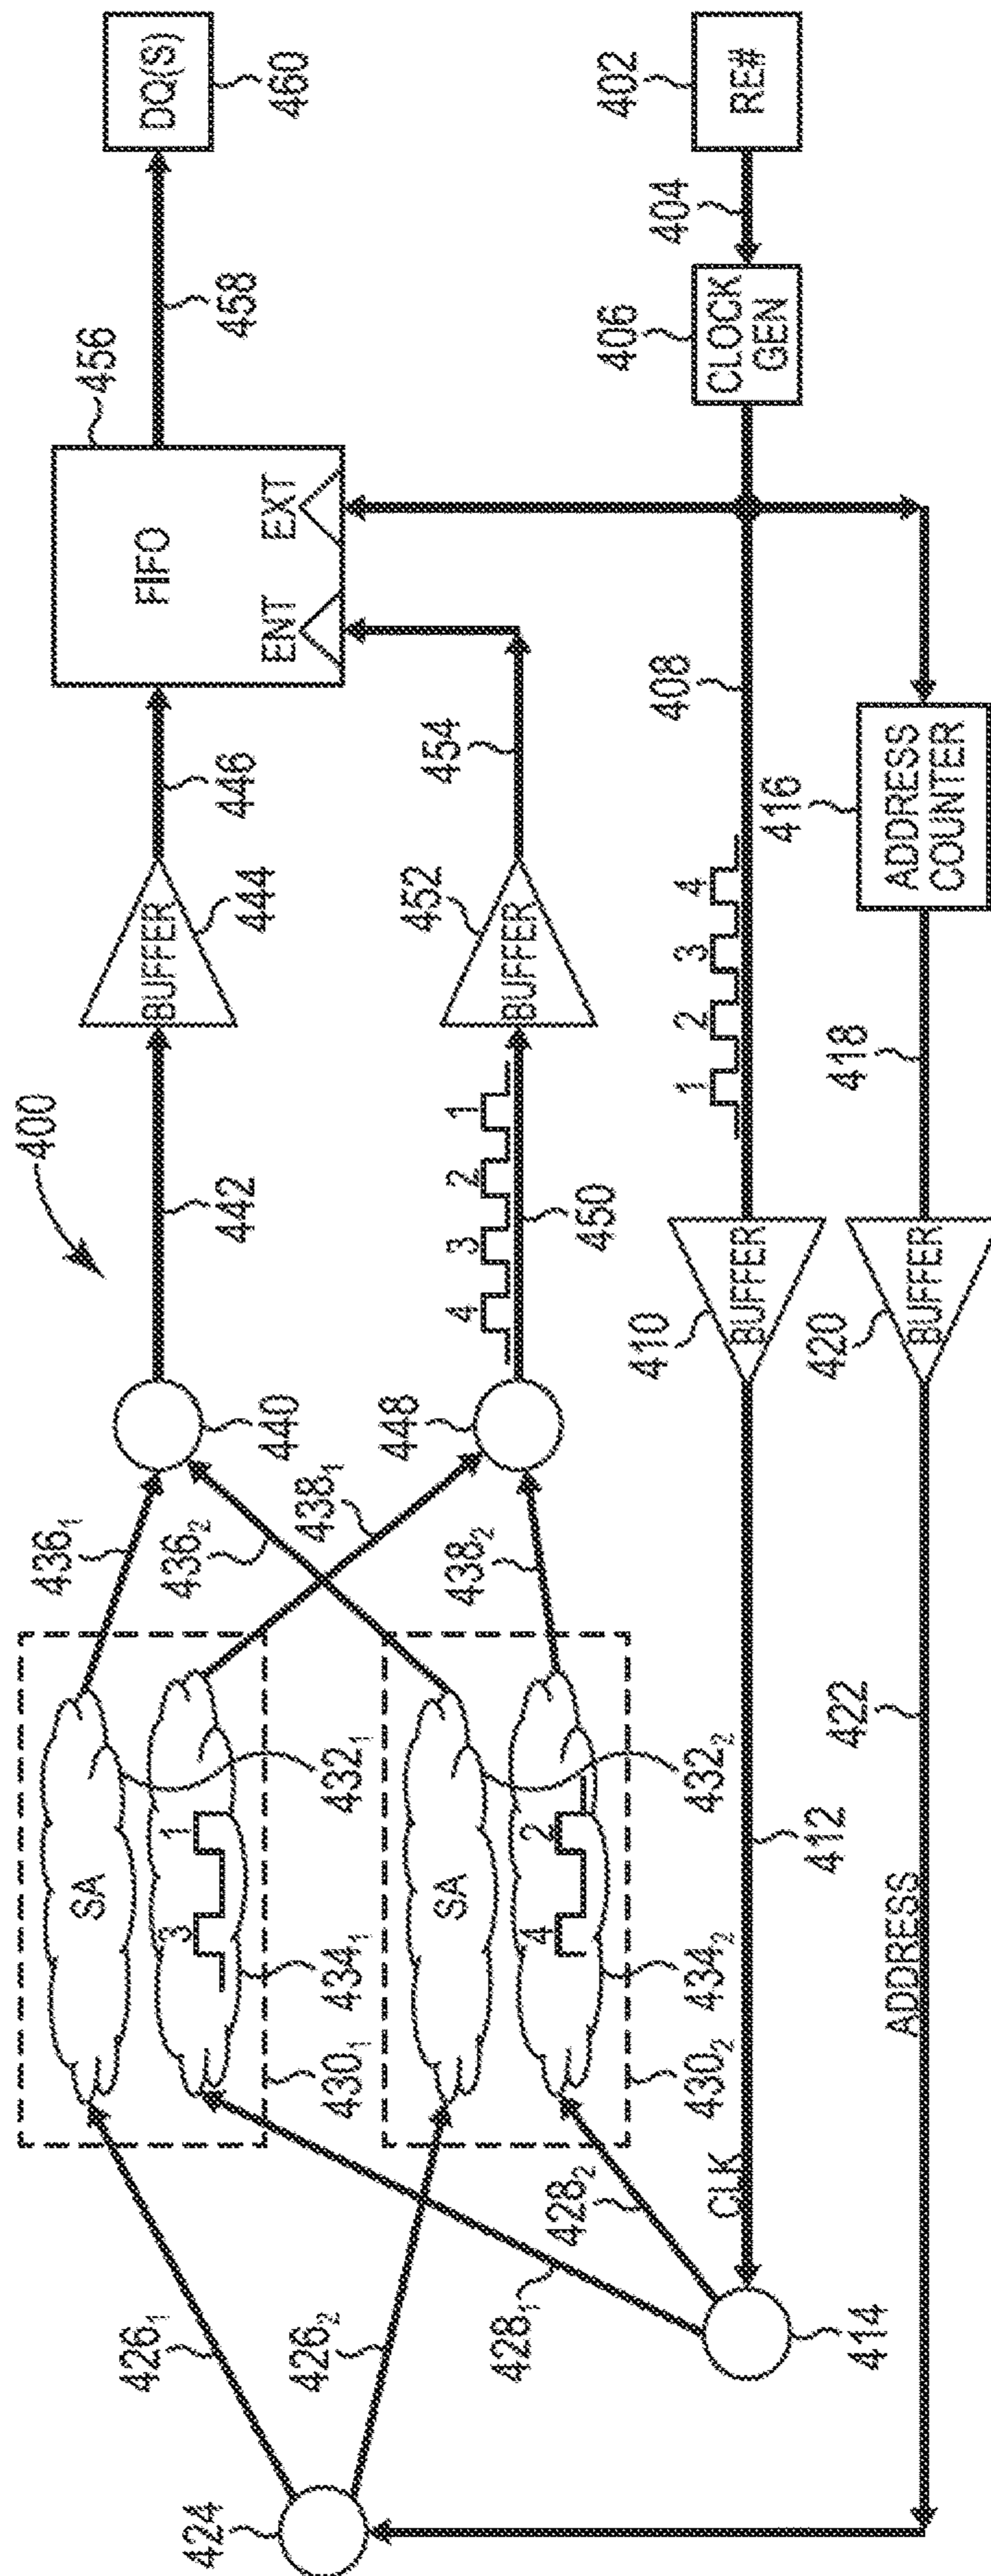 400
436₁
436₂
438₁
438₂
440
442
BUFFER
444
446
FIFO
ENT
EXT
456
458
DQ(S)
460
448
4 3 2 1
450
BUFFER
452
454
SA
3 1
432₁
434₁
430₁
SA
4 2
432₂
434₂
430₂
424
426₁
426₂
428₁
428₂
414
CLK
412
BUFFER
410
1 2 3 4
408
CLOCK
GEN
406
404
RE#
402
ADDRESS
422
BUFFER
420
418
ADDRESS
COUNTER
416